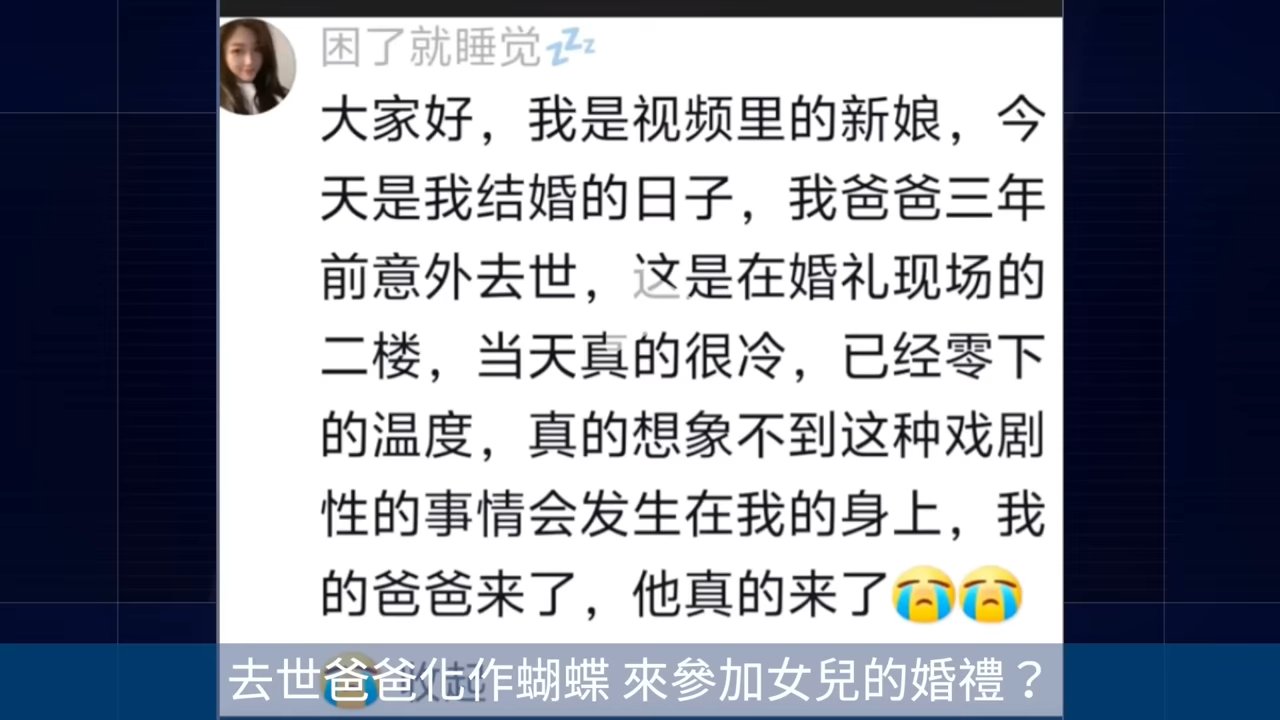 困了就睡觉💤
大家好，我是视频里的新娘，今
天是我结婚的日子，我爸爸三年
前意外去世，这是在婚礼现场的
二楼，当天真的很冷，已经零下
的温度，真的想象不到这种戏剧
性的事情会发生在我的身上，我
的爸爸来了，他真的来了😭😭
😭 收起
去世爸爸化作蝴蝶 來參加女兒的婚禮？